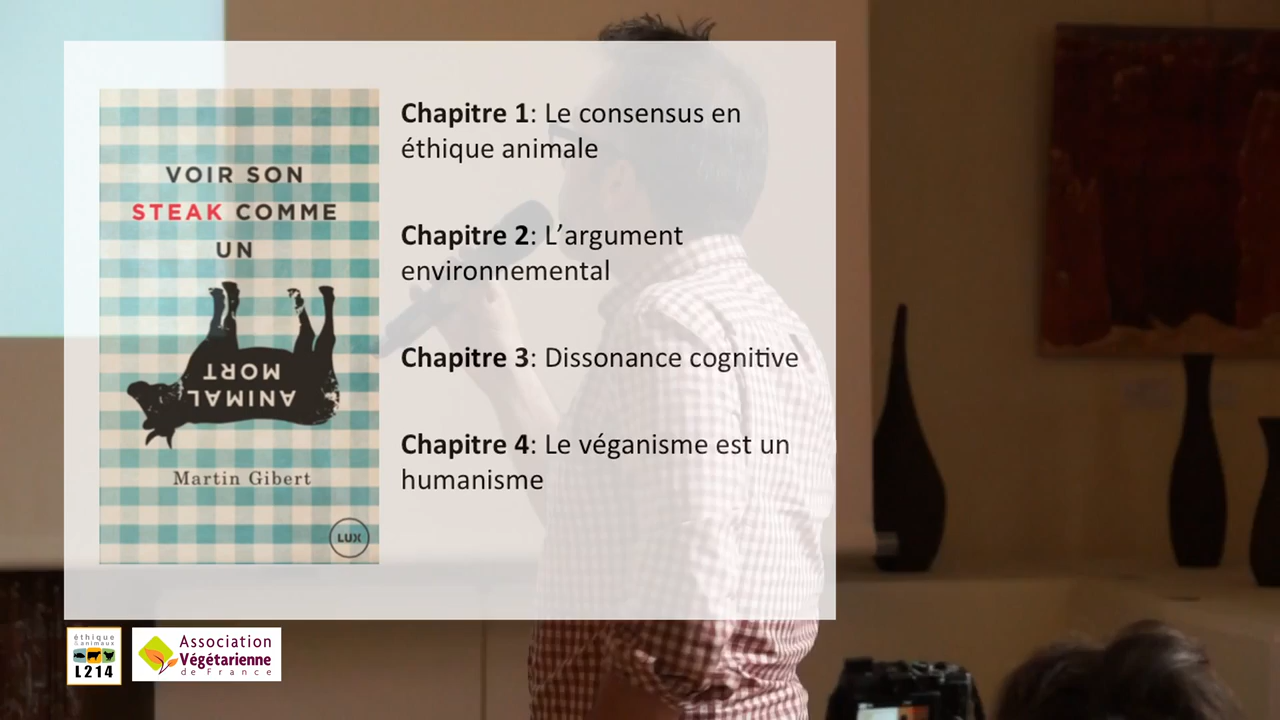 VOIR SON
STEAK COMME
UN
ANIMAL
MORT
Martin Gibert
LUX
Chapitre 1: Le consensus en
éthique animale
Chapitre 2: L’argument
environnemental
Chapitre 3: Dissonance cognitive
Chapitre 4: Le véganisme est un
humanisme
éthique
& animaux
L214
Association
Végétarienne
de France